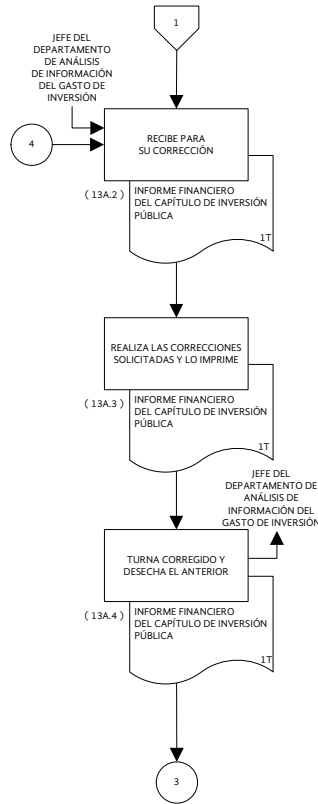 1
JEFE DEL
DEPARTAMENTO
DE ANÁLISIS
DE INFORMACIÓN
DEL GASTO DE
INVERSIÓN
4
RECIBE PARA
SU CORRECCIÓN
( 13A.2 )
INFORME FINANCIERO
DEL CAPÍTULO DE INVERSIÓN
PÚBLICA
1T
REALIZA LAS CORRECCIONES
SOLICITADAS Y LO IMPRIME
( 13A.3 )
INFORME FINANCIERO
DEL CAPÍTULO DE INVERSIÓN
PÚBLICA
1T
JEFE DEL
DEPARTAMENTO DE
ANÁLISIS DE
INFORMACIÓN DEL
GASTO DE INVERSIÓN
TURNA CORREGIDO Y
DESECHA EL ANTERIOR
( 13A.4 )
INFORME FINANCIERO
DEL CAPÍTULO DE INVERSIÓN
PÚBLICA
1T
3